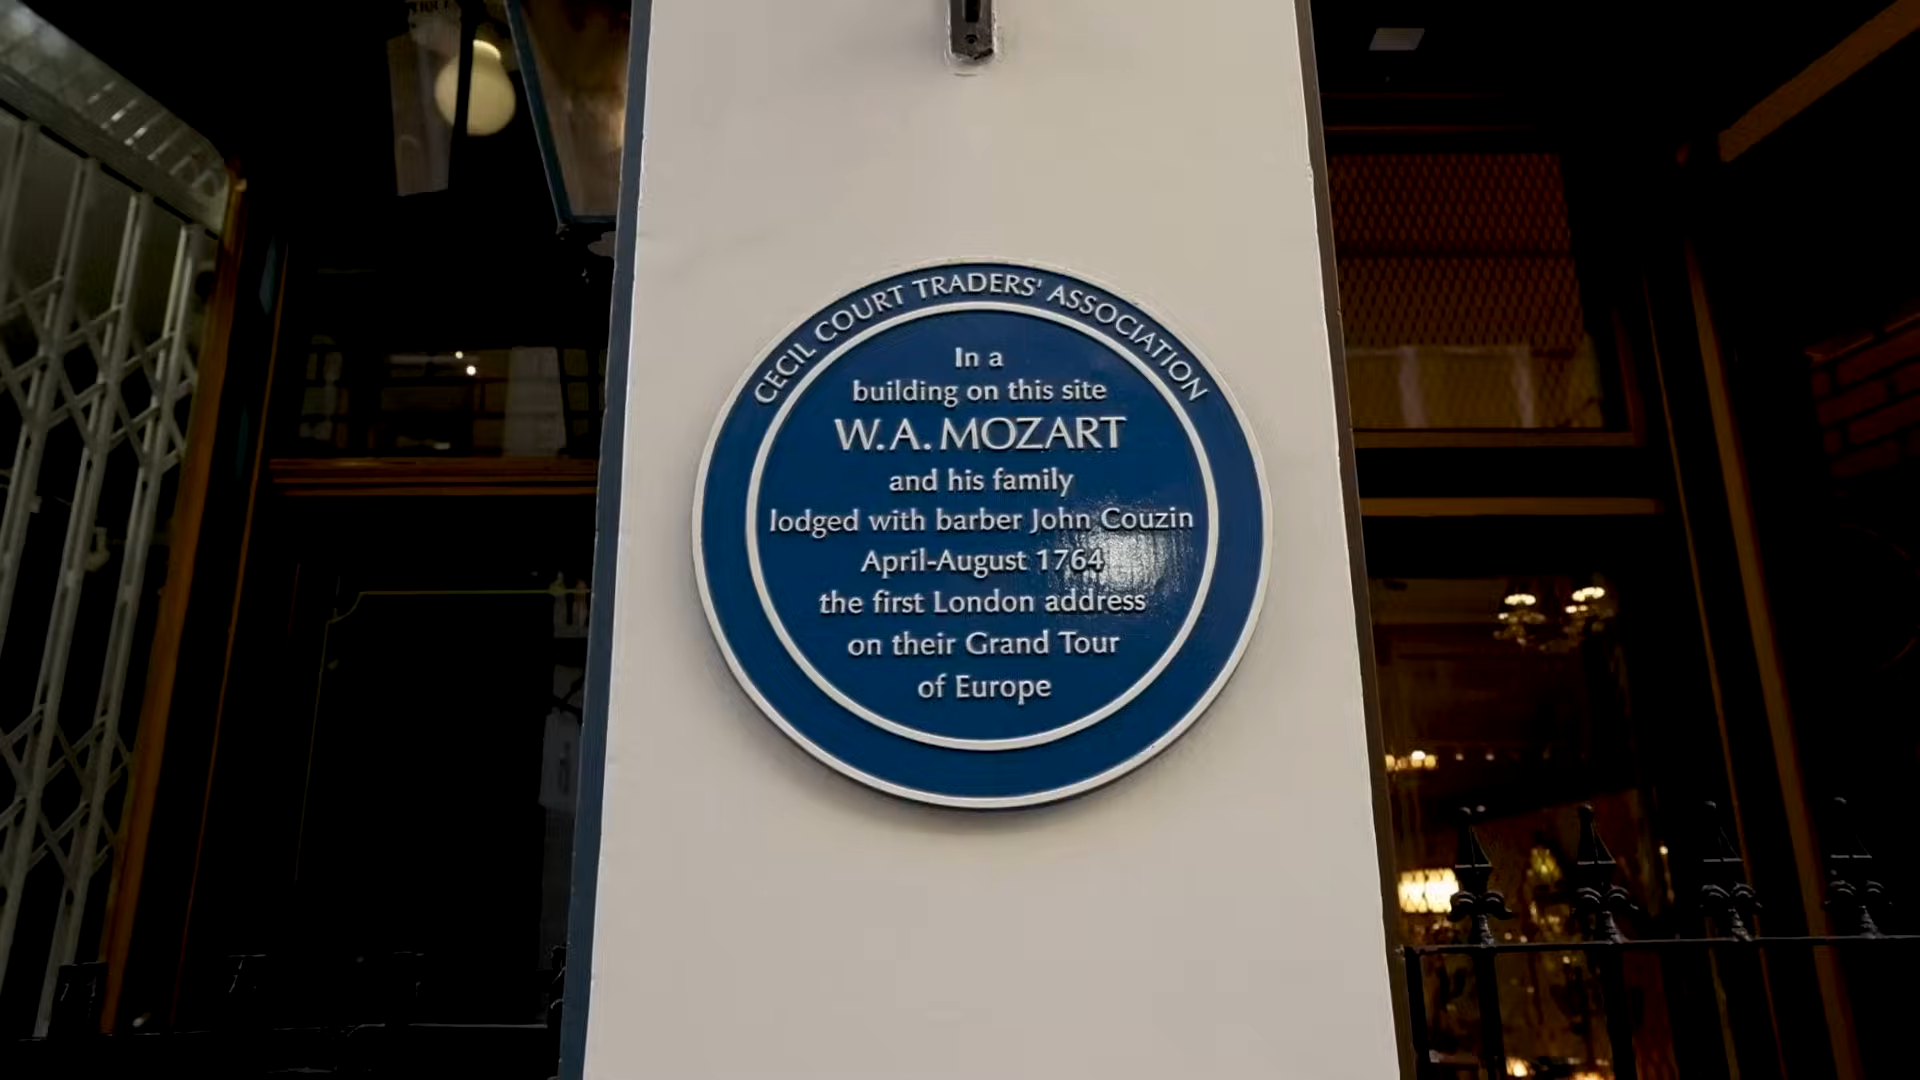 CECIL COURT TRADERS' ASSOCIATION
In a
building on this site
W.A. MOZART
and his family
lodged with barber John Couzin
April-August 1764
the first London address
on their Grand Tour
of Europe